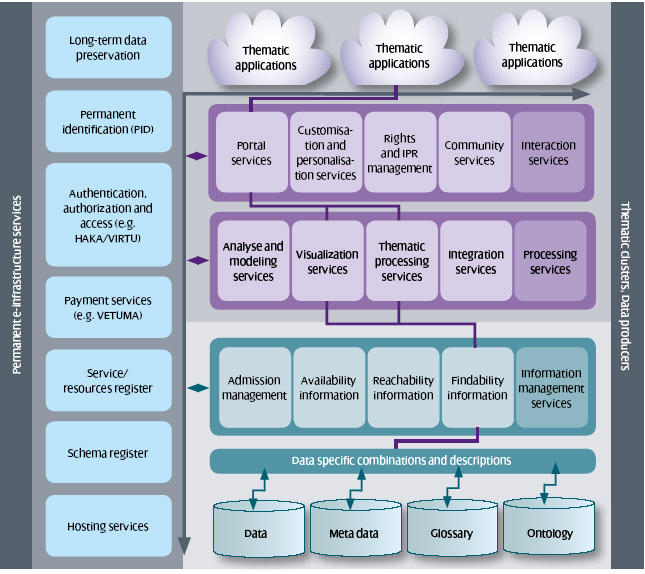 Permanent e-infrastructure services
Long-term data
preservation
Permanent
identification (PID)
Authentication,
authorization and
access (e.g.
HAKA/VIRTU)
Payment services
(e.g. VETUMA)
Service/
resources register
Schema register
Hosting services
Thematic
applications
Thematic
applications
Thematic
applications
Portal
services
Customisa-
tion and
personalisa-
tion services
Rights
and IPR
management
Community
services
Interaction
services
Analyse and
modeling
services
Visualization
services
Thematic
processing
services
Integration
services
Processing
services
Admission
management
Availability
information
Reachability
information
Findability
information
Information
management
services
Data specific combinations and descriptions
Data
Meta data
Glossary
Ontology
Thematic clusters, Data producers